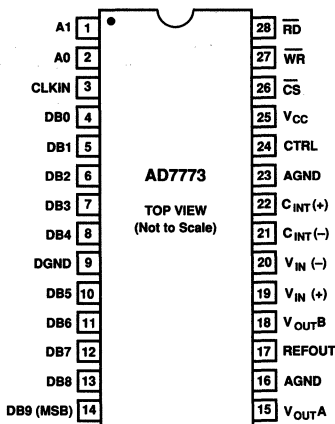 A1 1 28 RD
A0 2 27 WR
CLKIN 3 26 CS
DB0 4 25 VCC
DB1 5 24 CTRL
DB2 6 AD7773 23 AGND
DB3 7 TOP VIEW 22 CINT(+)
DB4 8 (Not to Scale) 21 CINT(–)
DGND 9 20 VIN (–)
DB5 10 19 VIN (+)
DB6 11 18 VOUTB
DB7 12 17 REFOUT
DB8 13 16 AGND
DB9 (MSB) 14 15 VOUTA